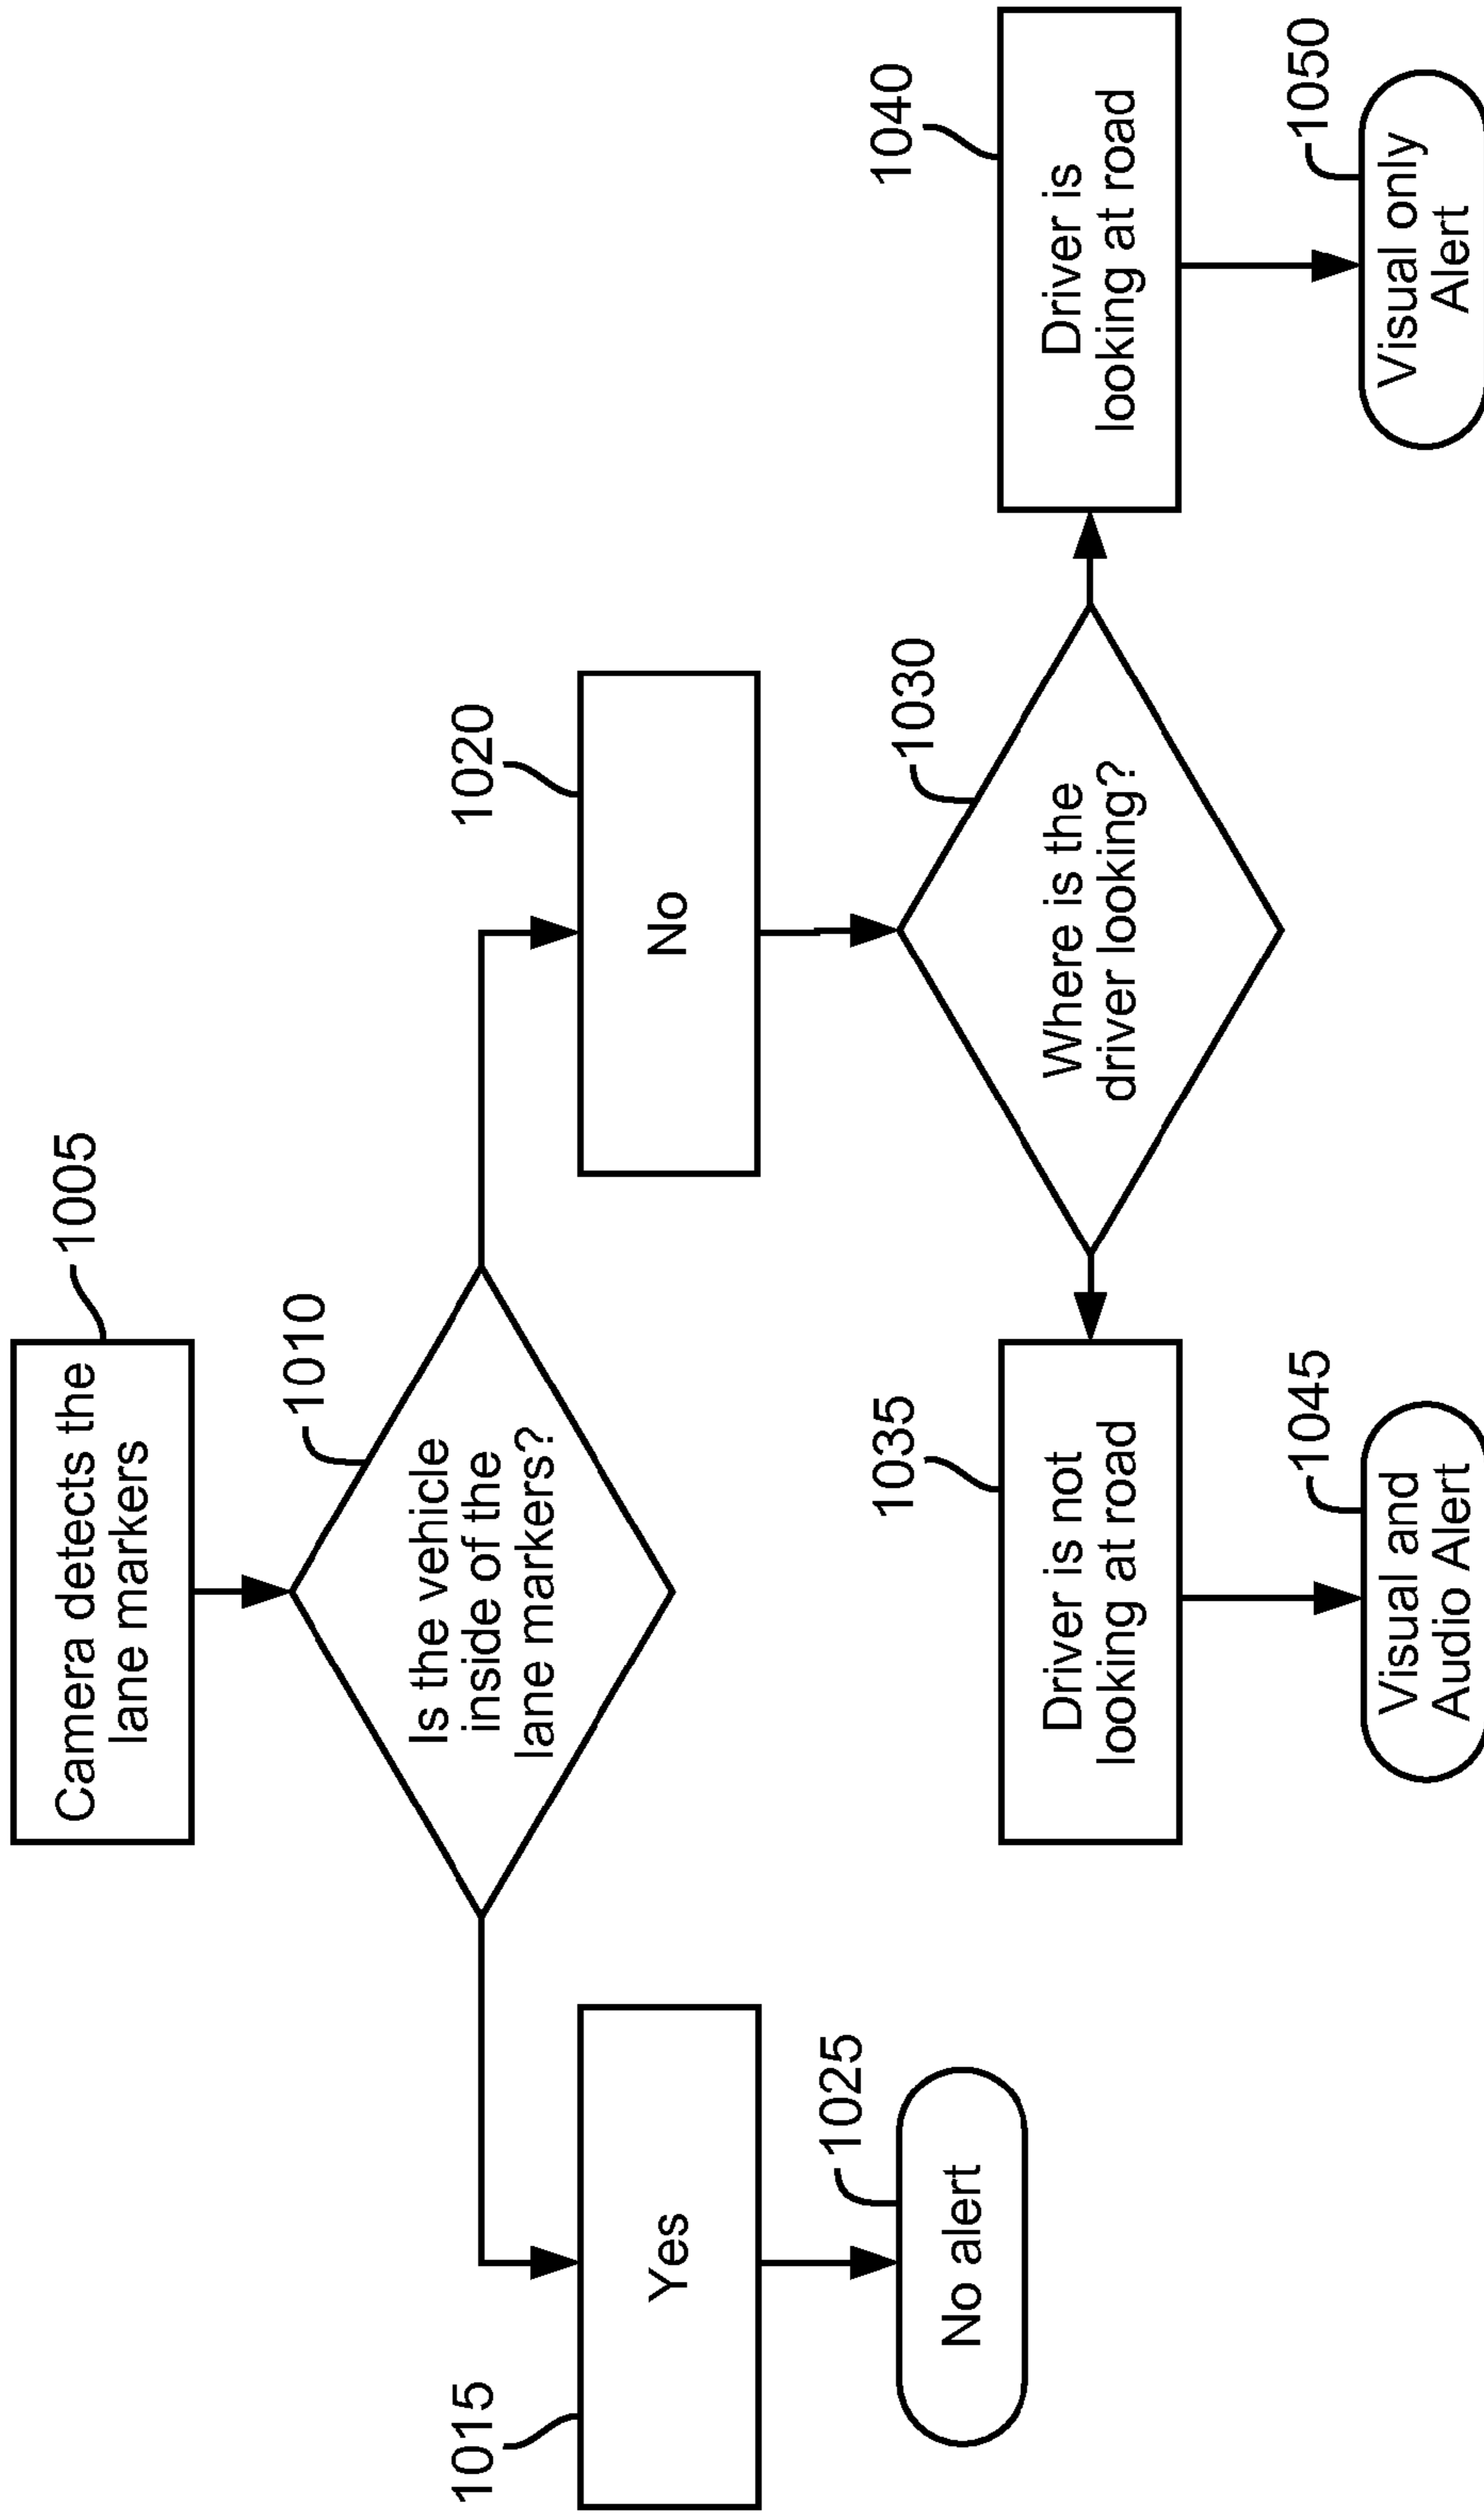 1005
Camera detects the
lane markers
1010
Is the vehicle
inside of the
lane markers?
1015
Yes
1020
No
1025
No alert
1030
Where is the
driver looking?
1035
Driver is not
looking at road
1040
Driver is
looking at road
1045
Visual and
Audio Alert
1050
Visual only
Alert